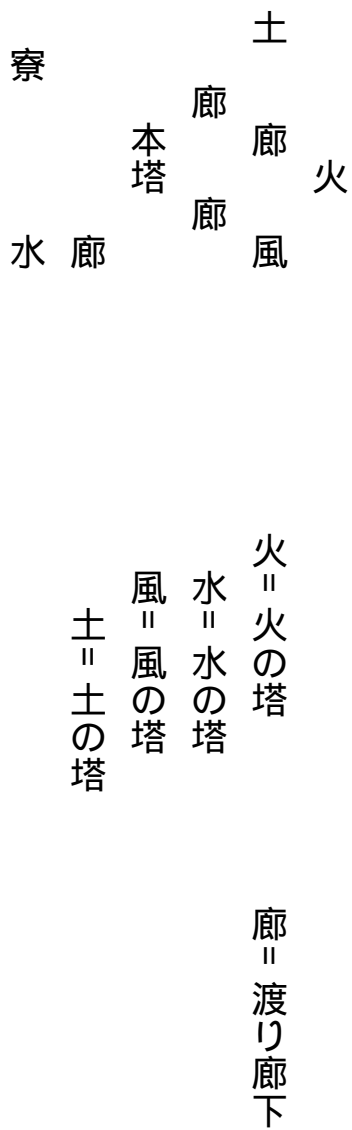 火
土　廊　風　火=火の塔　廊=渡り廊下
廊　廊　水=水の塔
本塔　風=風の塔
廊　土=土の塔
寮　水